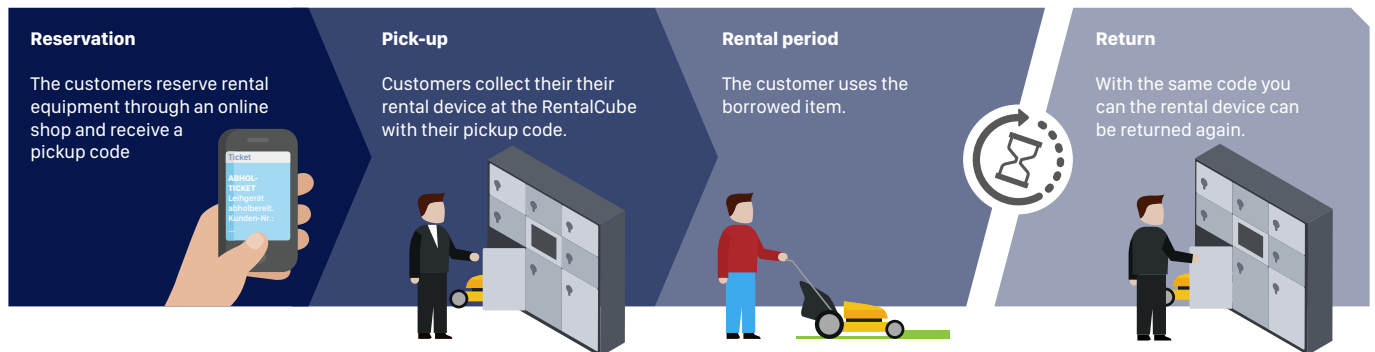 Reservation
The customers reserve rental
equipment through an online
shop and receive a
pickup code
Ticket
ABHOL-
TICKET
Leihgerät
abholbereit.
Kunden-Nr.:
...
Pick-up
Customers collect their their
rental device at the RentalCube
with their pickup code.
Rental period
The customer uses the
borrowed item.
Return
With the same code you
can the rental device can
be returned again.